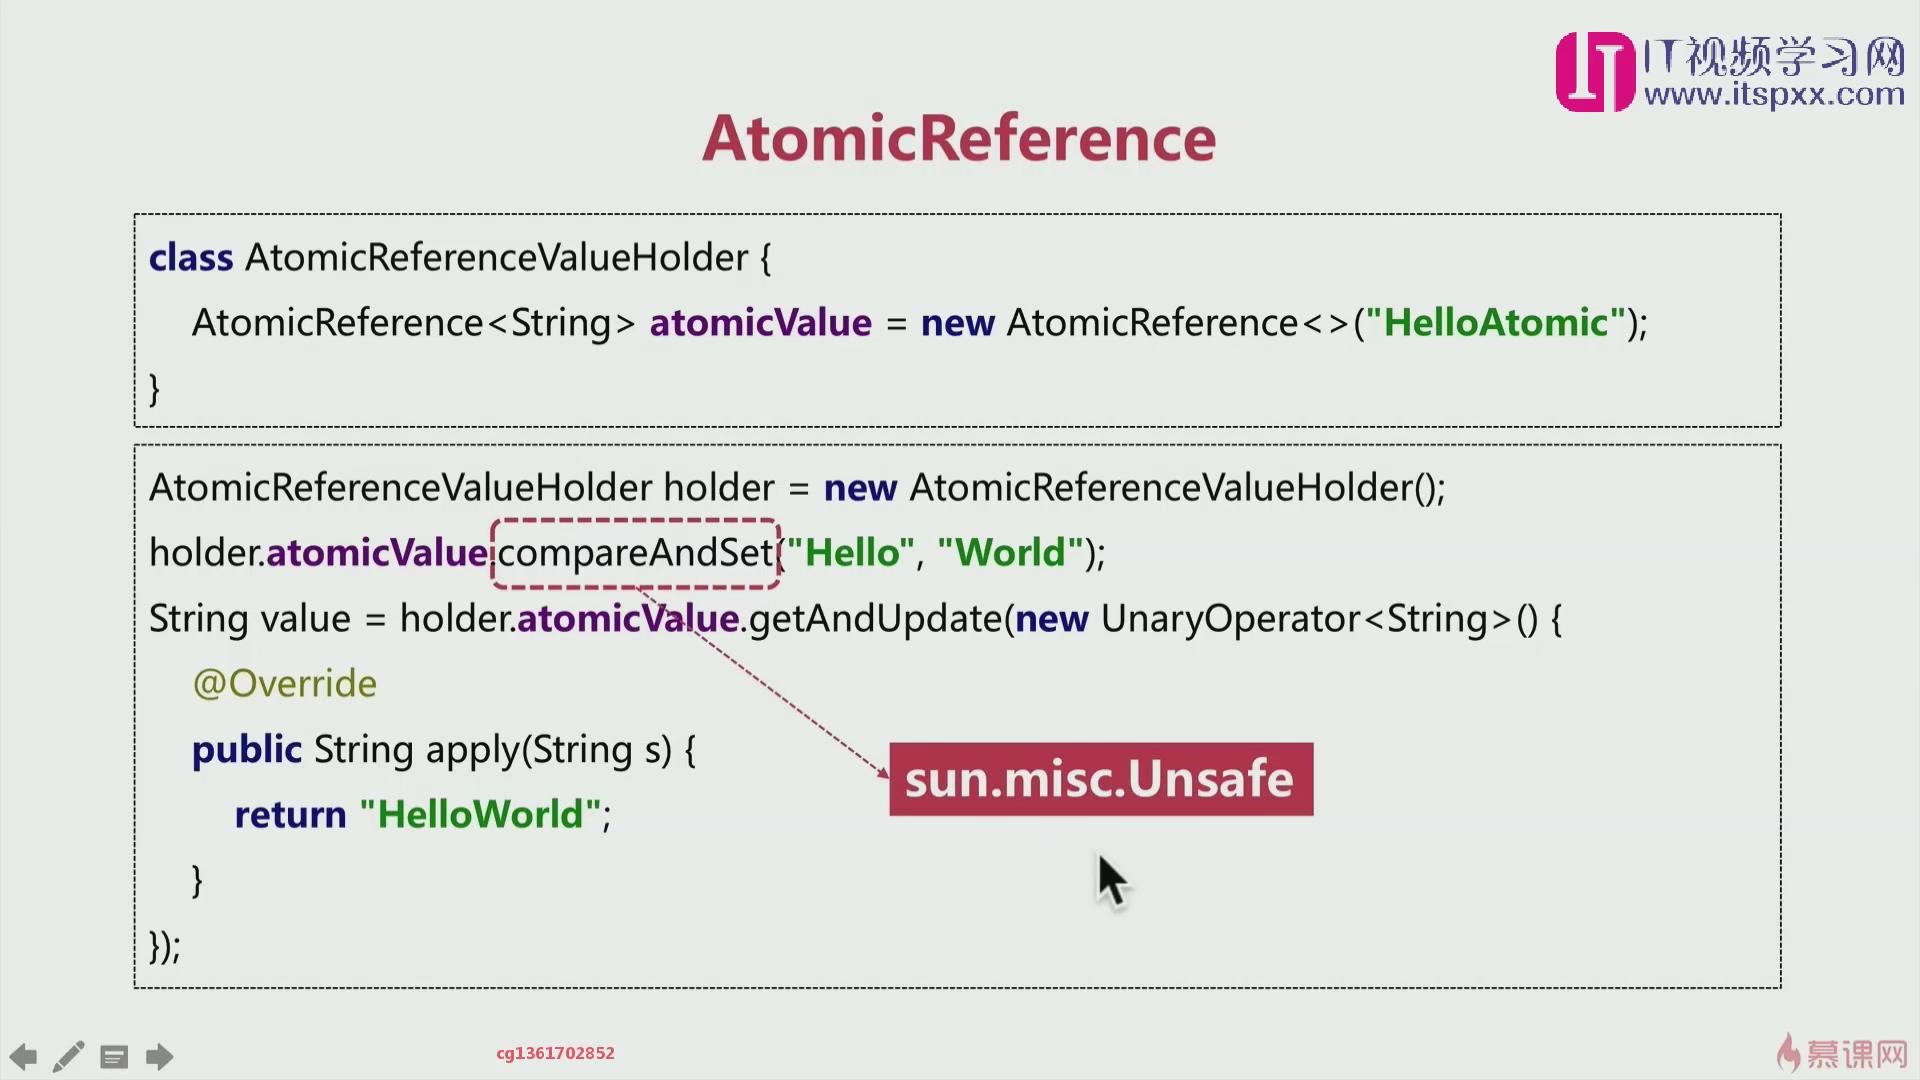 IT视频学习网
www.itspxx.com
AtomicReference
class AtomicReferenceValueHolder {
AtomicReference<String> atomicValue = new AtomicReference<>("HelloAtomic");
}
AtomicReferenceValueHolder holder = new AtomicReferenceValueHolder();
holder.atomicValue.compareAndSet("Hello", "World");
String value = holder.atomicValue.getAndUpdate(new UnaryOperator<String>() {
@Override
public String apply(String s) {
sun.misc.Unsafe
return "HelloWorld";
}
});
cg1361702852
慕课网